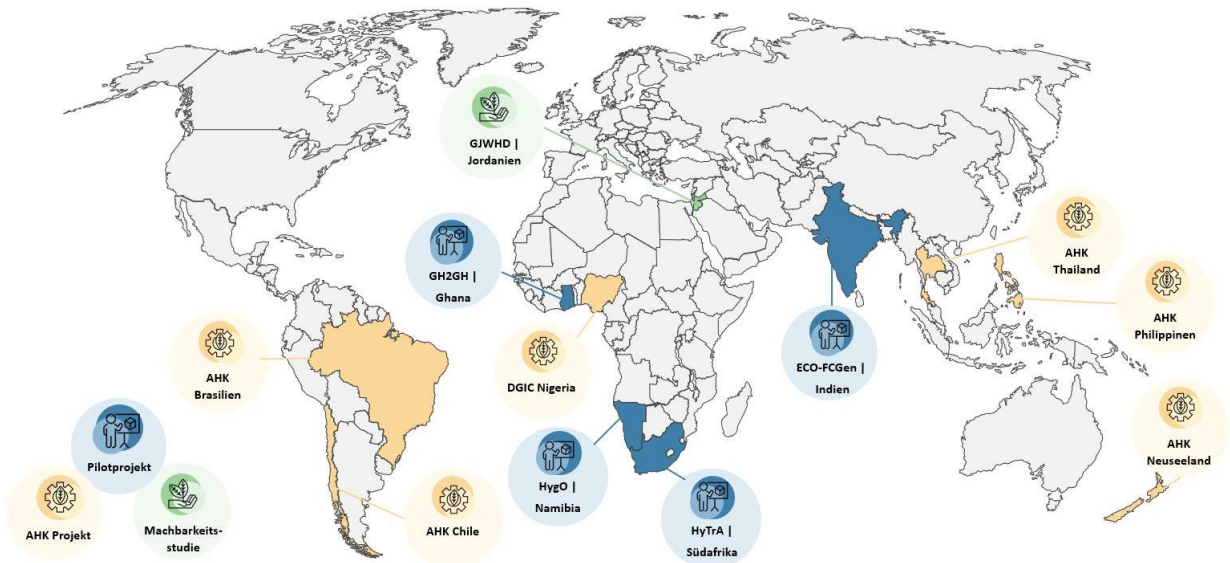 GJWHD |
Jordanien
GH2GH |
Ghana
AHK
Thailand
AHK
Philippinen
AHK
Brasilien
DGIC Nigeria
ECO-FCGen |
Indien
AHK
Neuseeland
Pilotprojekt
HygO |
Namibia
AHK Projekt
Machbarkeits-
studie
AHK Chile
HyTrA |
Südafrika